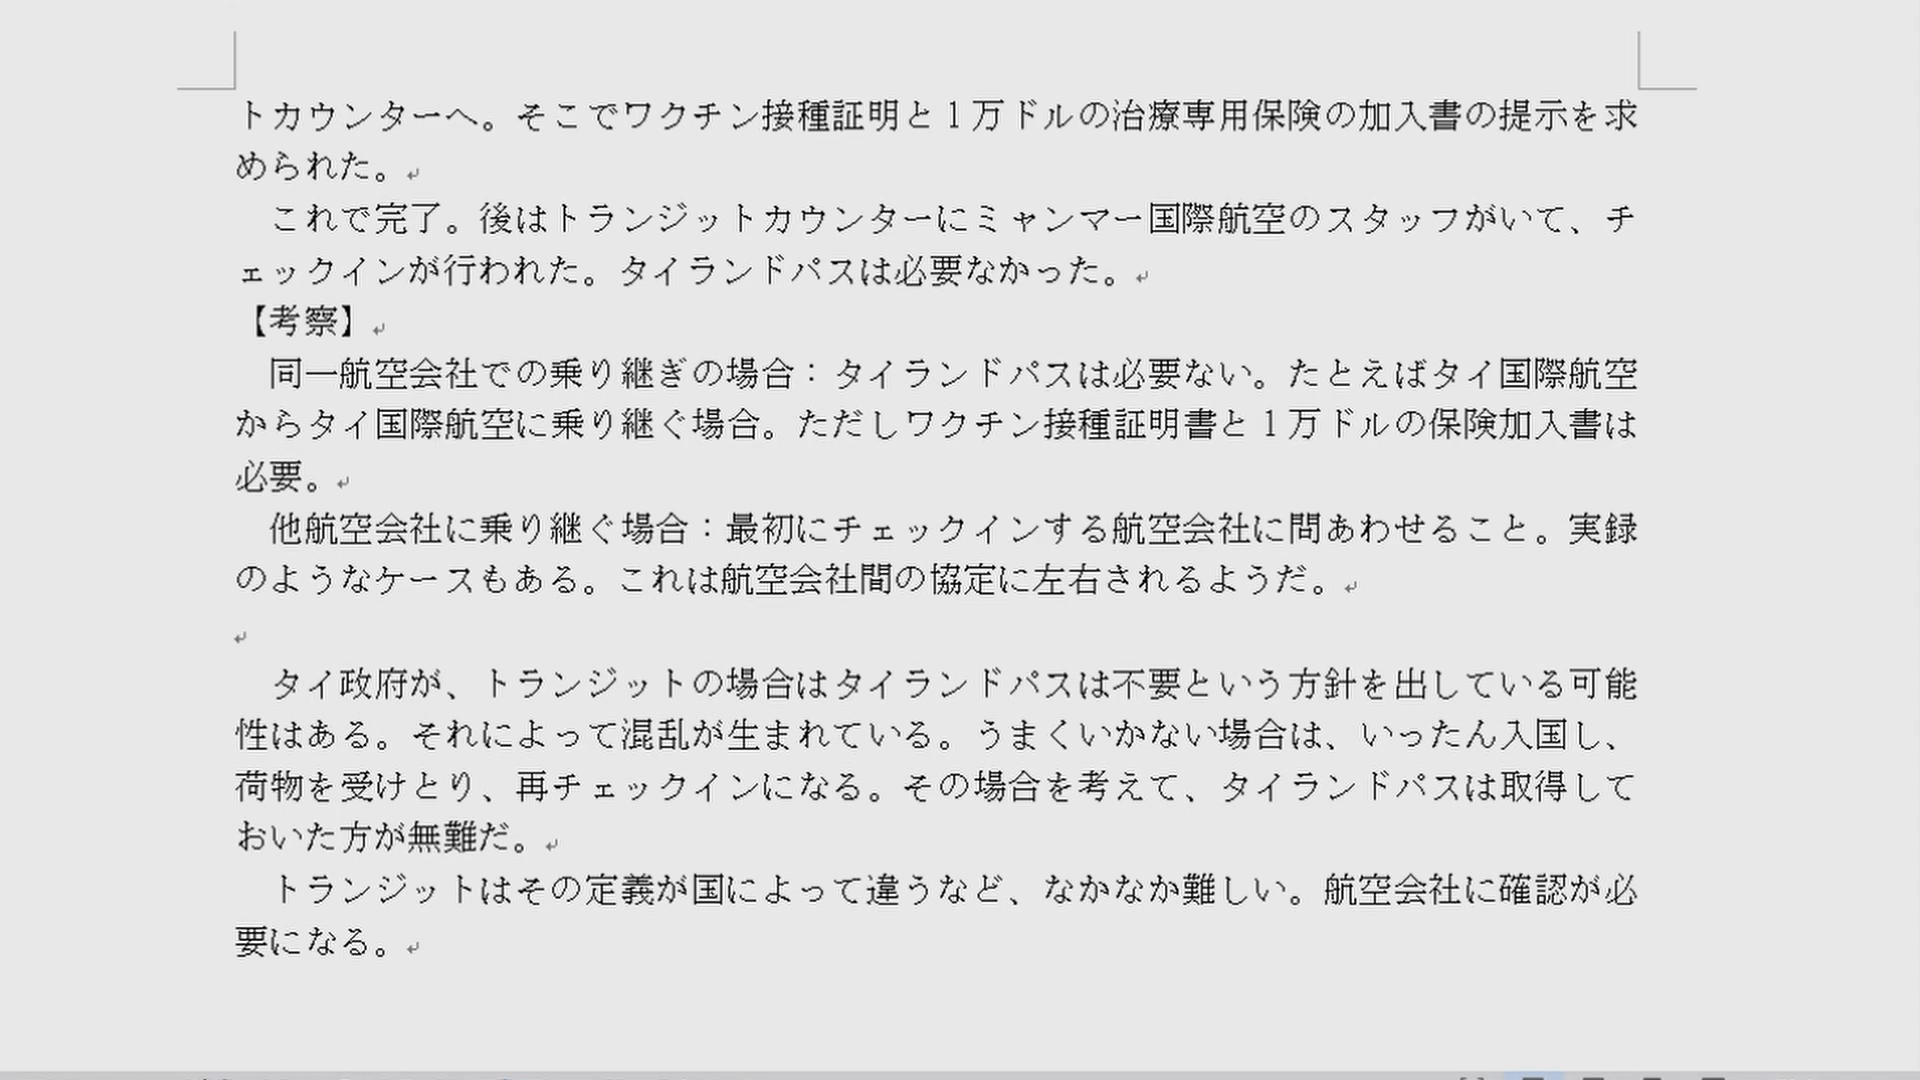 トカウンターへ。そこでワクチン接種証明と１万ドルの治療専用保険の加入書の提示を求
められた。
これで完了。後はトランジットカウンターにミャンマー国際航空のスタッフがいて、チ
ェックインが行われた。タイランドパスは必要なかった。
【考察】
同一航空会社での乗り継ぎの場合：タイランドパスは必要ない。たとえばタイ国際航空
からタイ国際航空に乗り継ぐ場合。ただしワクチン接種証明書と１万ドルの保険加入書は
必要。
他航空会社に乗り継ぐ場合：最初にチェックインする航空会社に問あわせること。実録
のようなケースもある。これは航空会社間の協定に左右されるようだ。
タイ政府が、トランジットの場合はタイランドパスは不要という方針を出している可能
性はある。それによって混乱が生まれている。うまくいかない場合は、いったん入国し、
荷物を受けとり、再チェックインになる。その場合を考えて、タイランドパスは取得して
おいた方が無難だ。
トランジットはその定義が国によって違うなど、なかなか難しい。航空会社に確認が必
要になる。